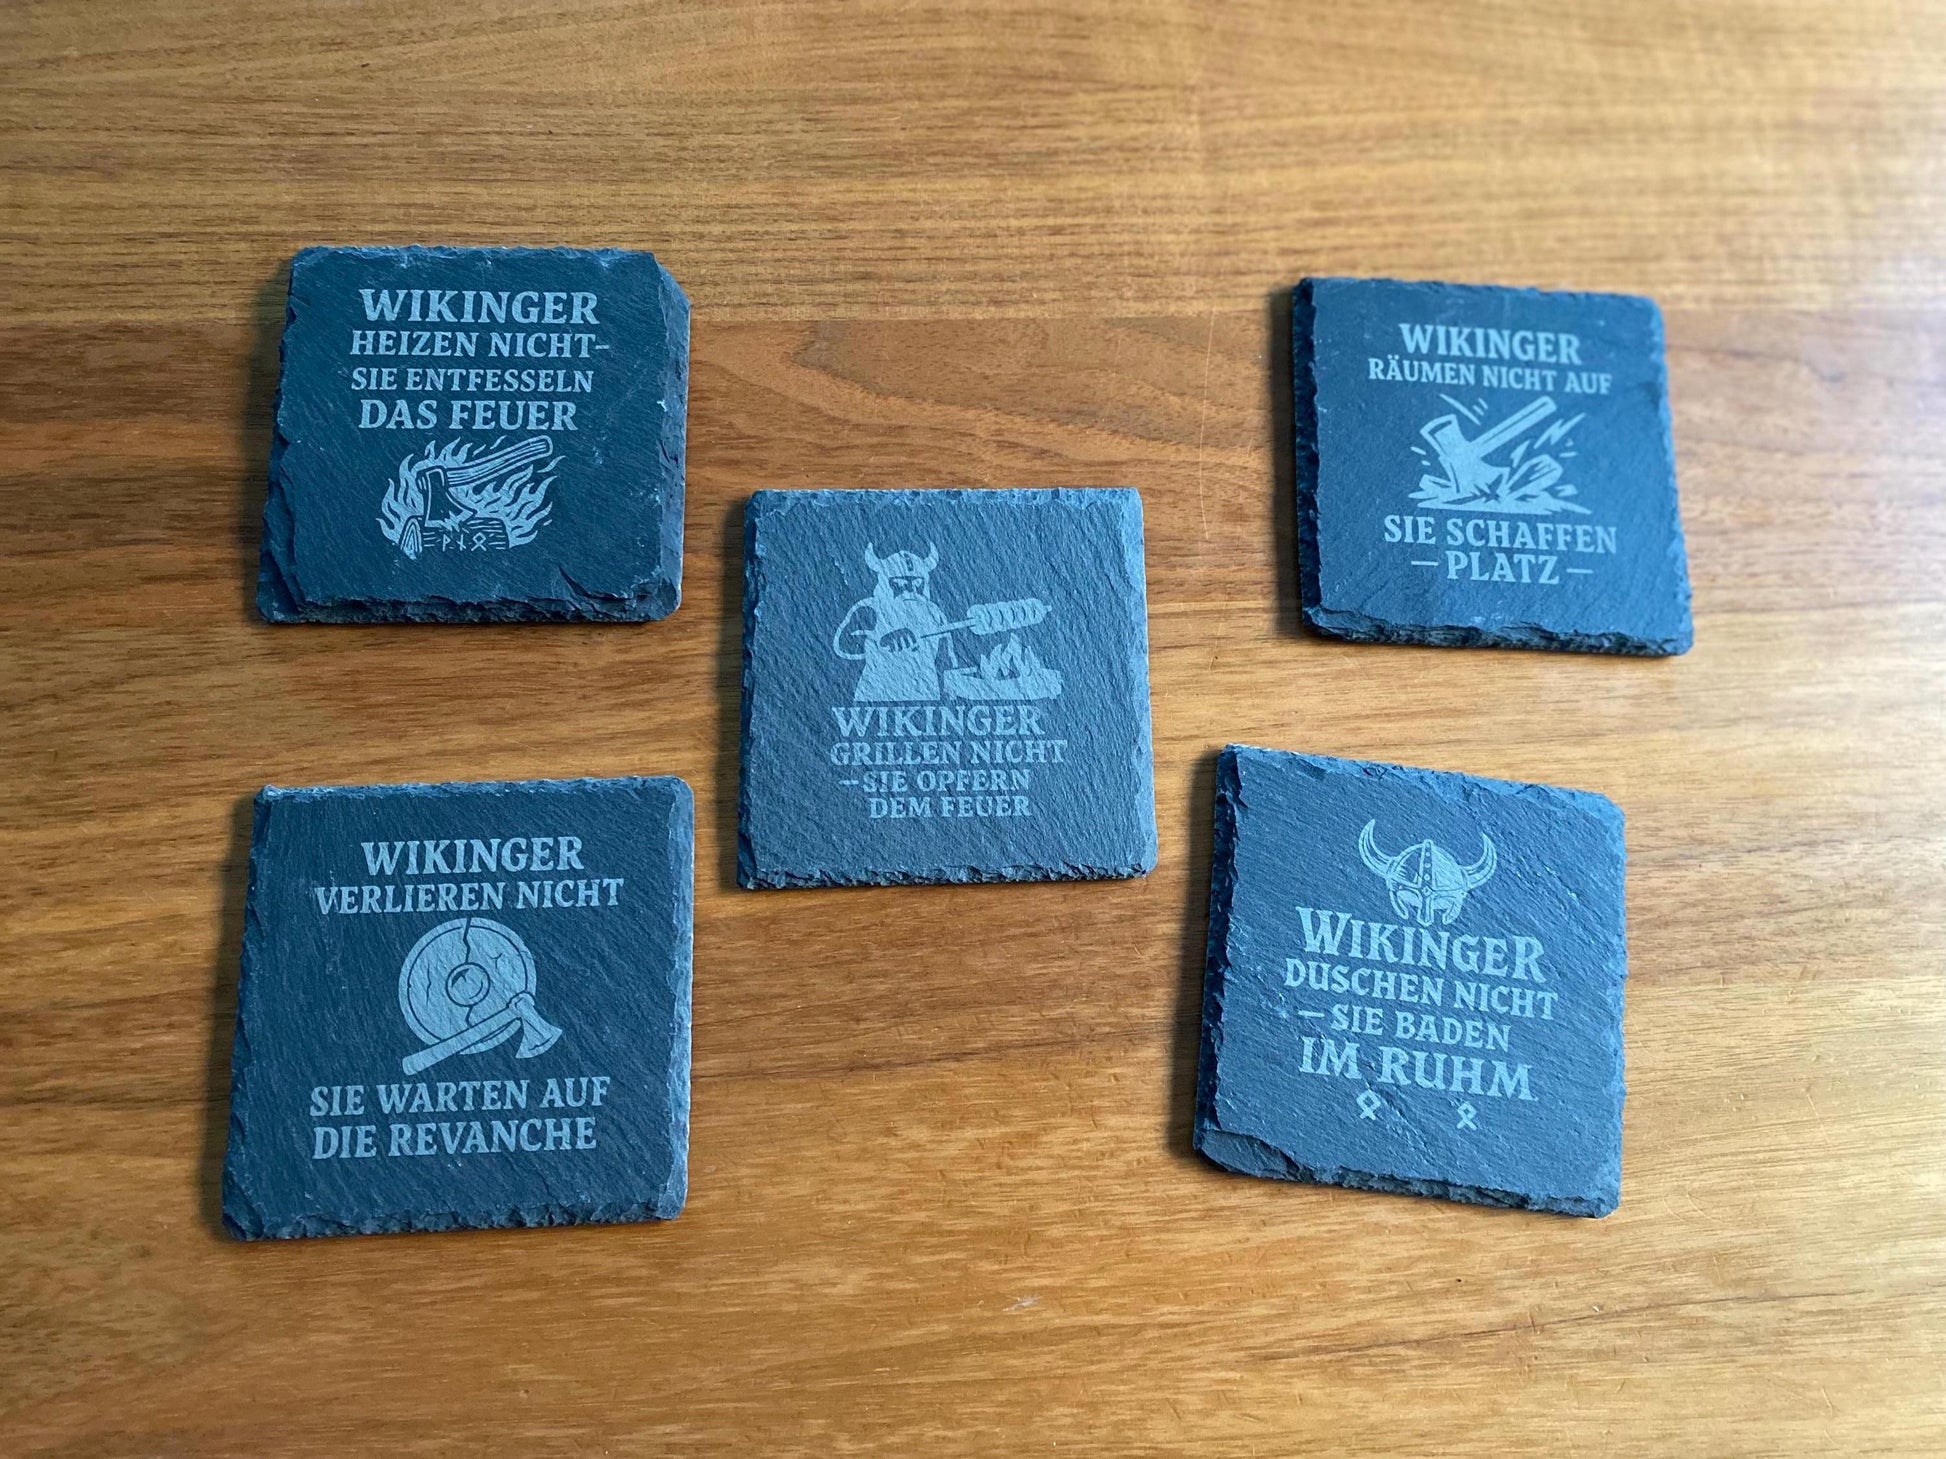 WIKINGER
HEIZEN NICHT–
SIE ENTFESSELN
DAS FEUER
ᚹᚾᛟ
WIKINGER
RÄUMEN NICHT AUF
SIE SCHAFFEN
– PLATZ –
WIKINGER
GRILLEN NICHT
– SIE OPFERN
DEM FEUER
WIKINGER
VERLIEREN NICHT
SIE WARTEN AUF
DIE REVANCHE
WIKINGER
DUSCHEN NICHT
– SIE BADEN
IM RUHM
ᛟ ᛟ